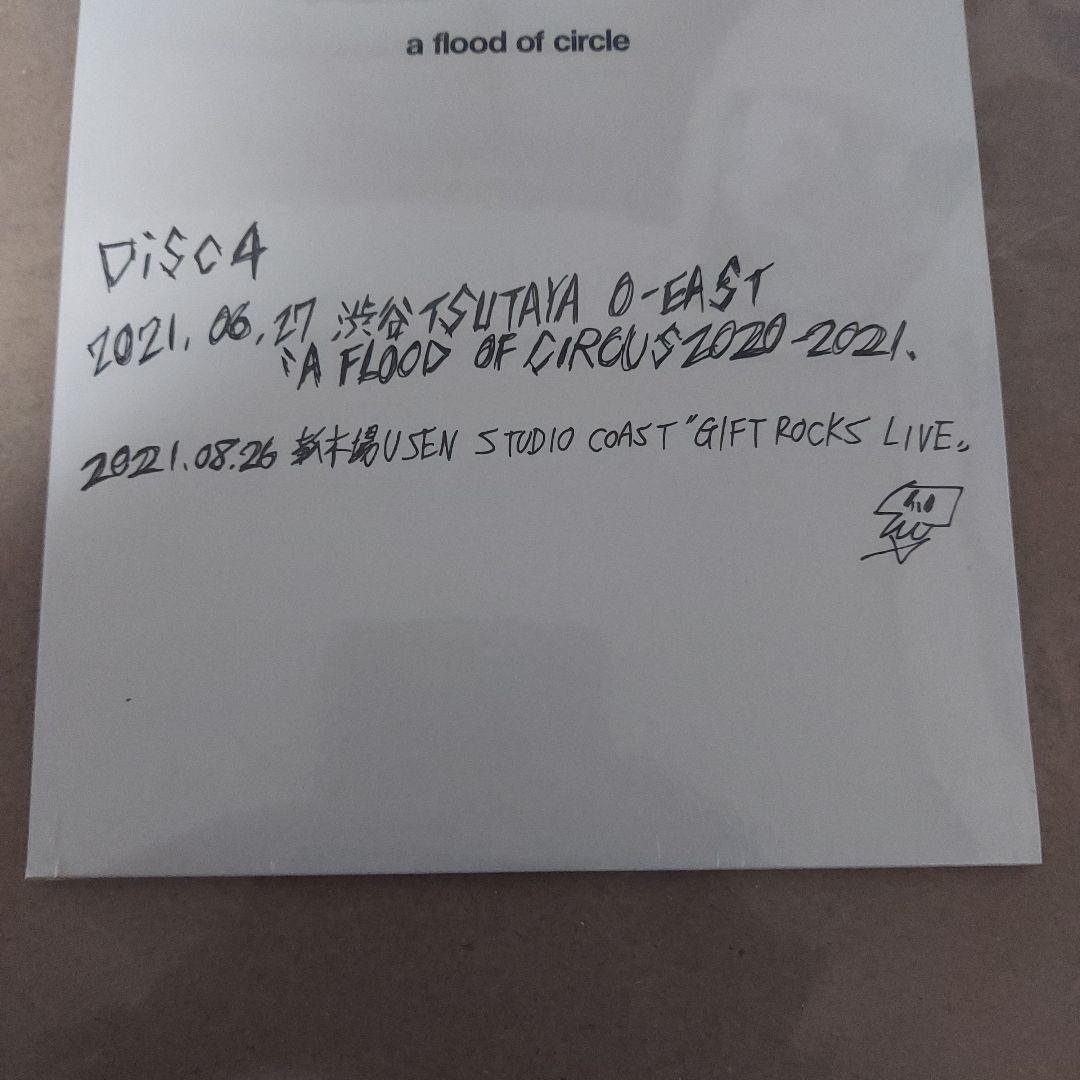 a flood of circle
DiSC4
2021.06.27 渋谷TSUTAYA O-EAST
"A FLOOD OF CIRCUS 2020-2021"
2021.08.26 新木場USEN STUDIO COAST "GIFT ROCKS LIVE"